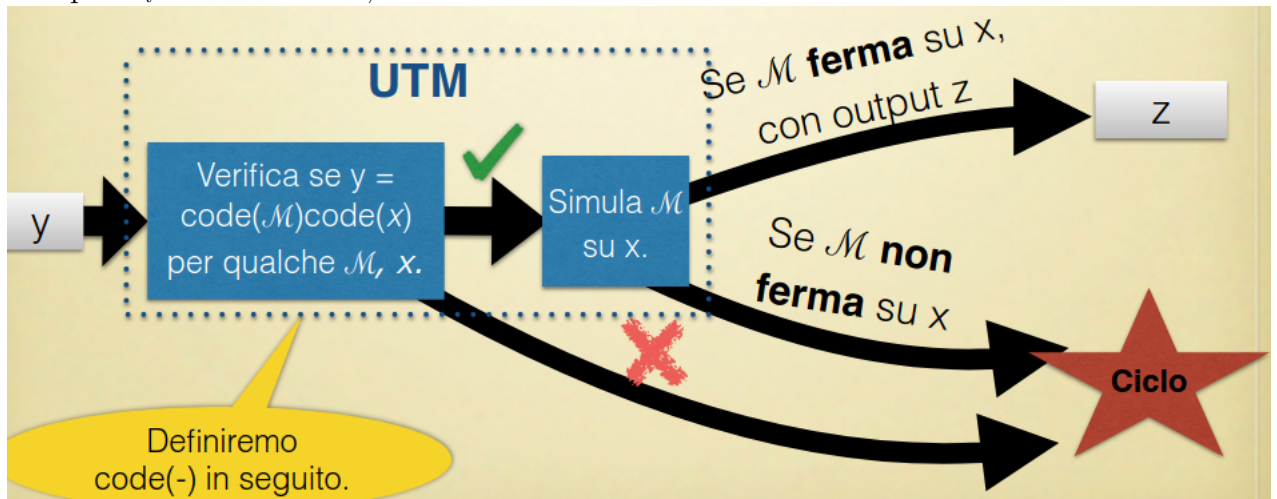 UTM
y
Verifica se y =
code(ℳ)code(x)
per qualche ℳ, x.
Simula ℳ
su x.
Se ℳ ferma su x,
con output z
z
Se ℳ non
ferma su x
Ciclo
Definiremo
code(-) in seguito.